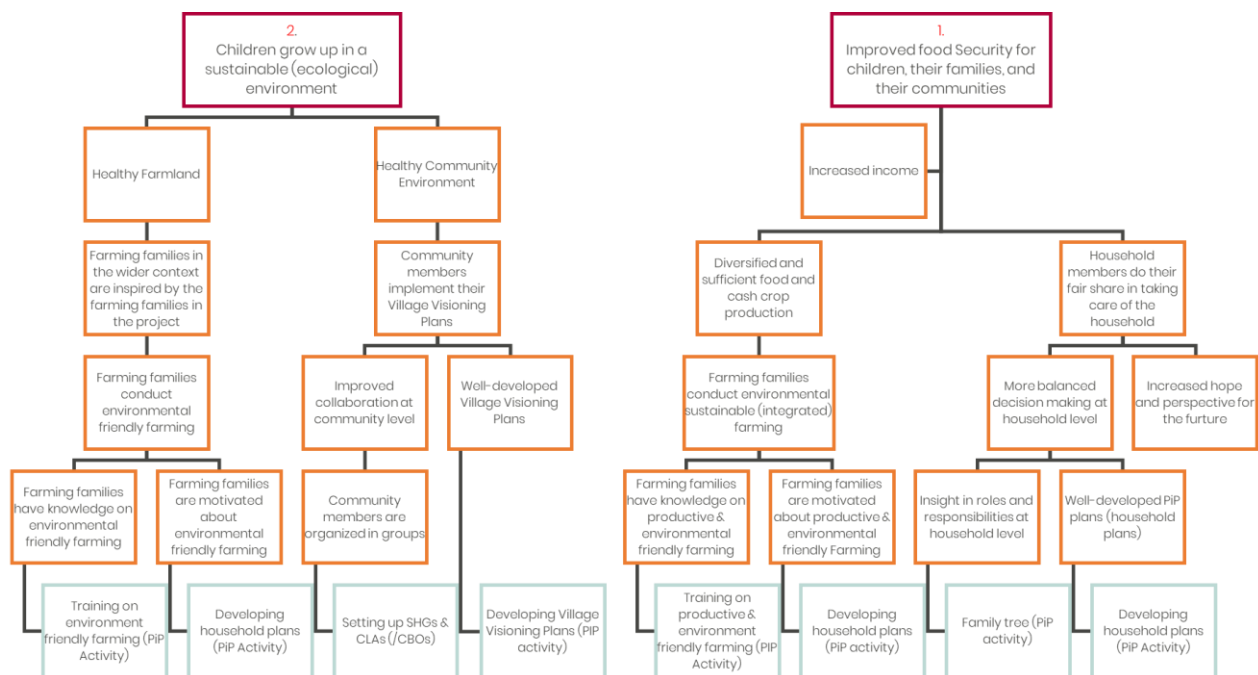 2.
Children grow up in a
sustainable (ecological)
environment
1.
Improved food Security for
children, their families, and
their communities
Healthy Farmland
Healthy Community
Environment
Increased income
Farming families in
the wider context
are inspired by the
farming families in
the project
Community
members
implement their
Village Visioning
Plans
Diversified and
sufficient food and
cash crop
production
Household
members do their
fair share in taking
care of the
household
Farming families
conduct
environmental
friendly farming
Improved
collaboration at
community level
Well-developed
Village Visioning
Plans
Farming families
conduct environmental
sustainable (integrated)
farming
More balanced
decision making at
household level
Increased hope
and perspective for
the furture
Farming families
have knowledge on
environmental
friendly farming
Farming families
are motivated
about
environmental
friendly farming
Community
members are
organized in groups
Farming families
have knowledge on
productive &
environmental
friendly farming
Farming families
are motivated
about productive &
environmental
friendly Farming
Insight in roles and
responsibilities at
household level
Well-developed PiP
plans (household
plans)
Training on
environment
friendly farming (PiP
Activity)
Developing
household plans
(PiP Activity)
Setting up SHGs &
CLAs (/CBOs)
Developing Village
Visioning Plans (PIP
activity)
Training on
productive &
environment
friendly farming (PIP
Activity)
Developing
household plans
(PiP activity)
Family tree (PiP
activity)
Developing
household plans
(PiP Activity)